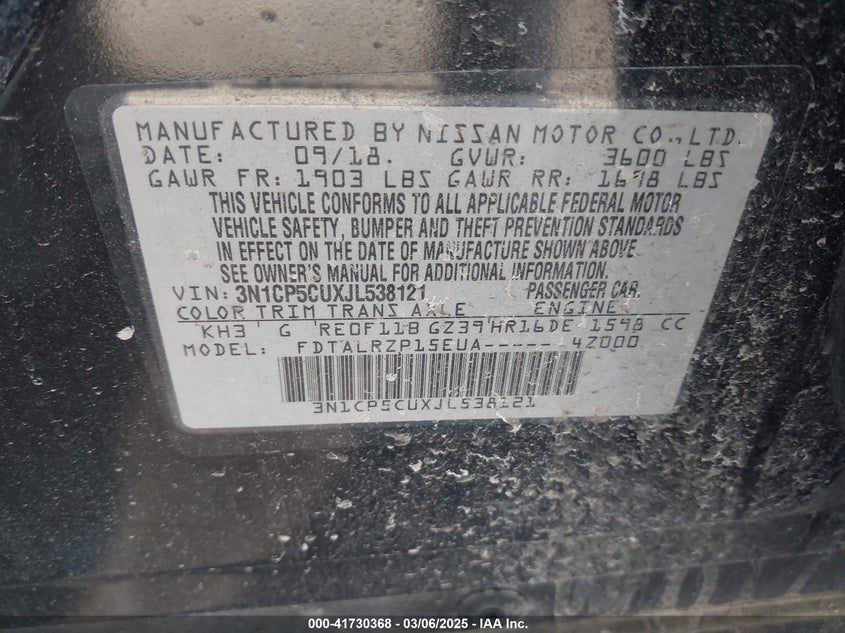 MANUFACTURED BY NISSAN MOTOR CO., LTD.
DATE: 09/18. GVWR: 3600 LBS
GAWR FR: 1903 LBS GAWR RR: 1698 LBS
THIS VEHICLE CONFORMS TO ALL APPLICABLE FEDERAL MOTOR
VEHICLE SAFETY, BUMPER AND THEFT PREVENTION STANDARDS
IN EFFECT ON THE DATE OF MANUFACTURE SHOWN ABOVE.
SEE OWNER'S MANUAL FOR ADDITIONAL INFORMATION.
VIN: 3N1CP5CUXJL538121 PASSENGER CAR.
COLOR TRIM TRANS AXLE ENGINE
KH3 G RE0F11B GZ39 HR16DE 1598 CC
MODEL: FDTALRZP15EUA----- 4Z000
3N1CP5CUXJL538121
000-41730368 | 03/06/2025 - IAA Inc.